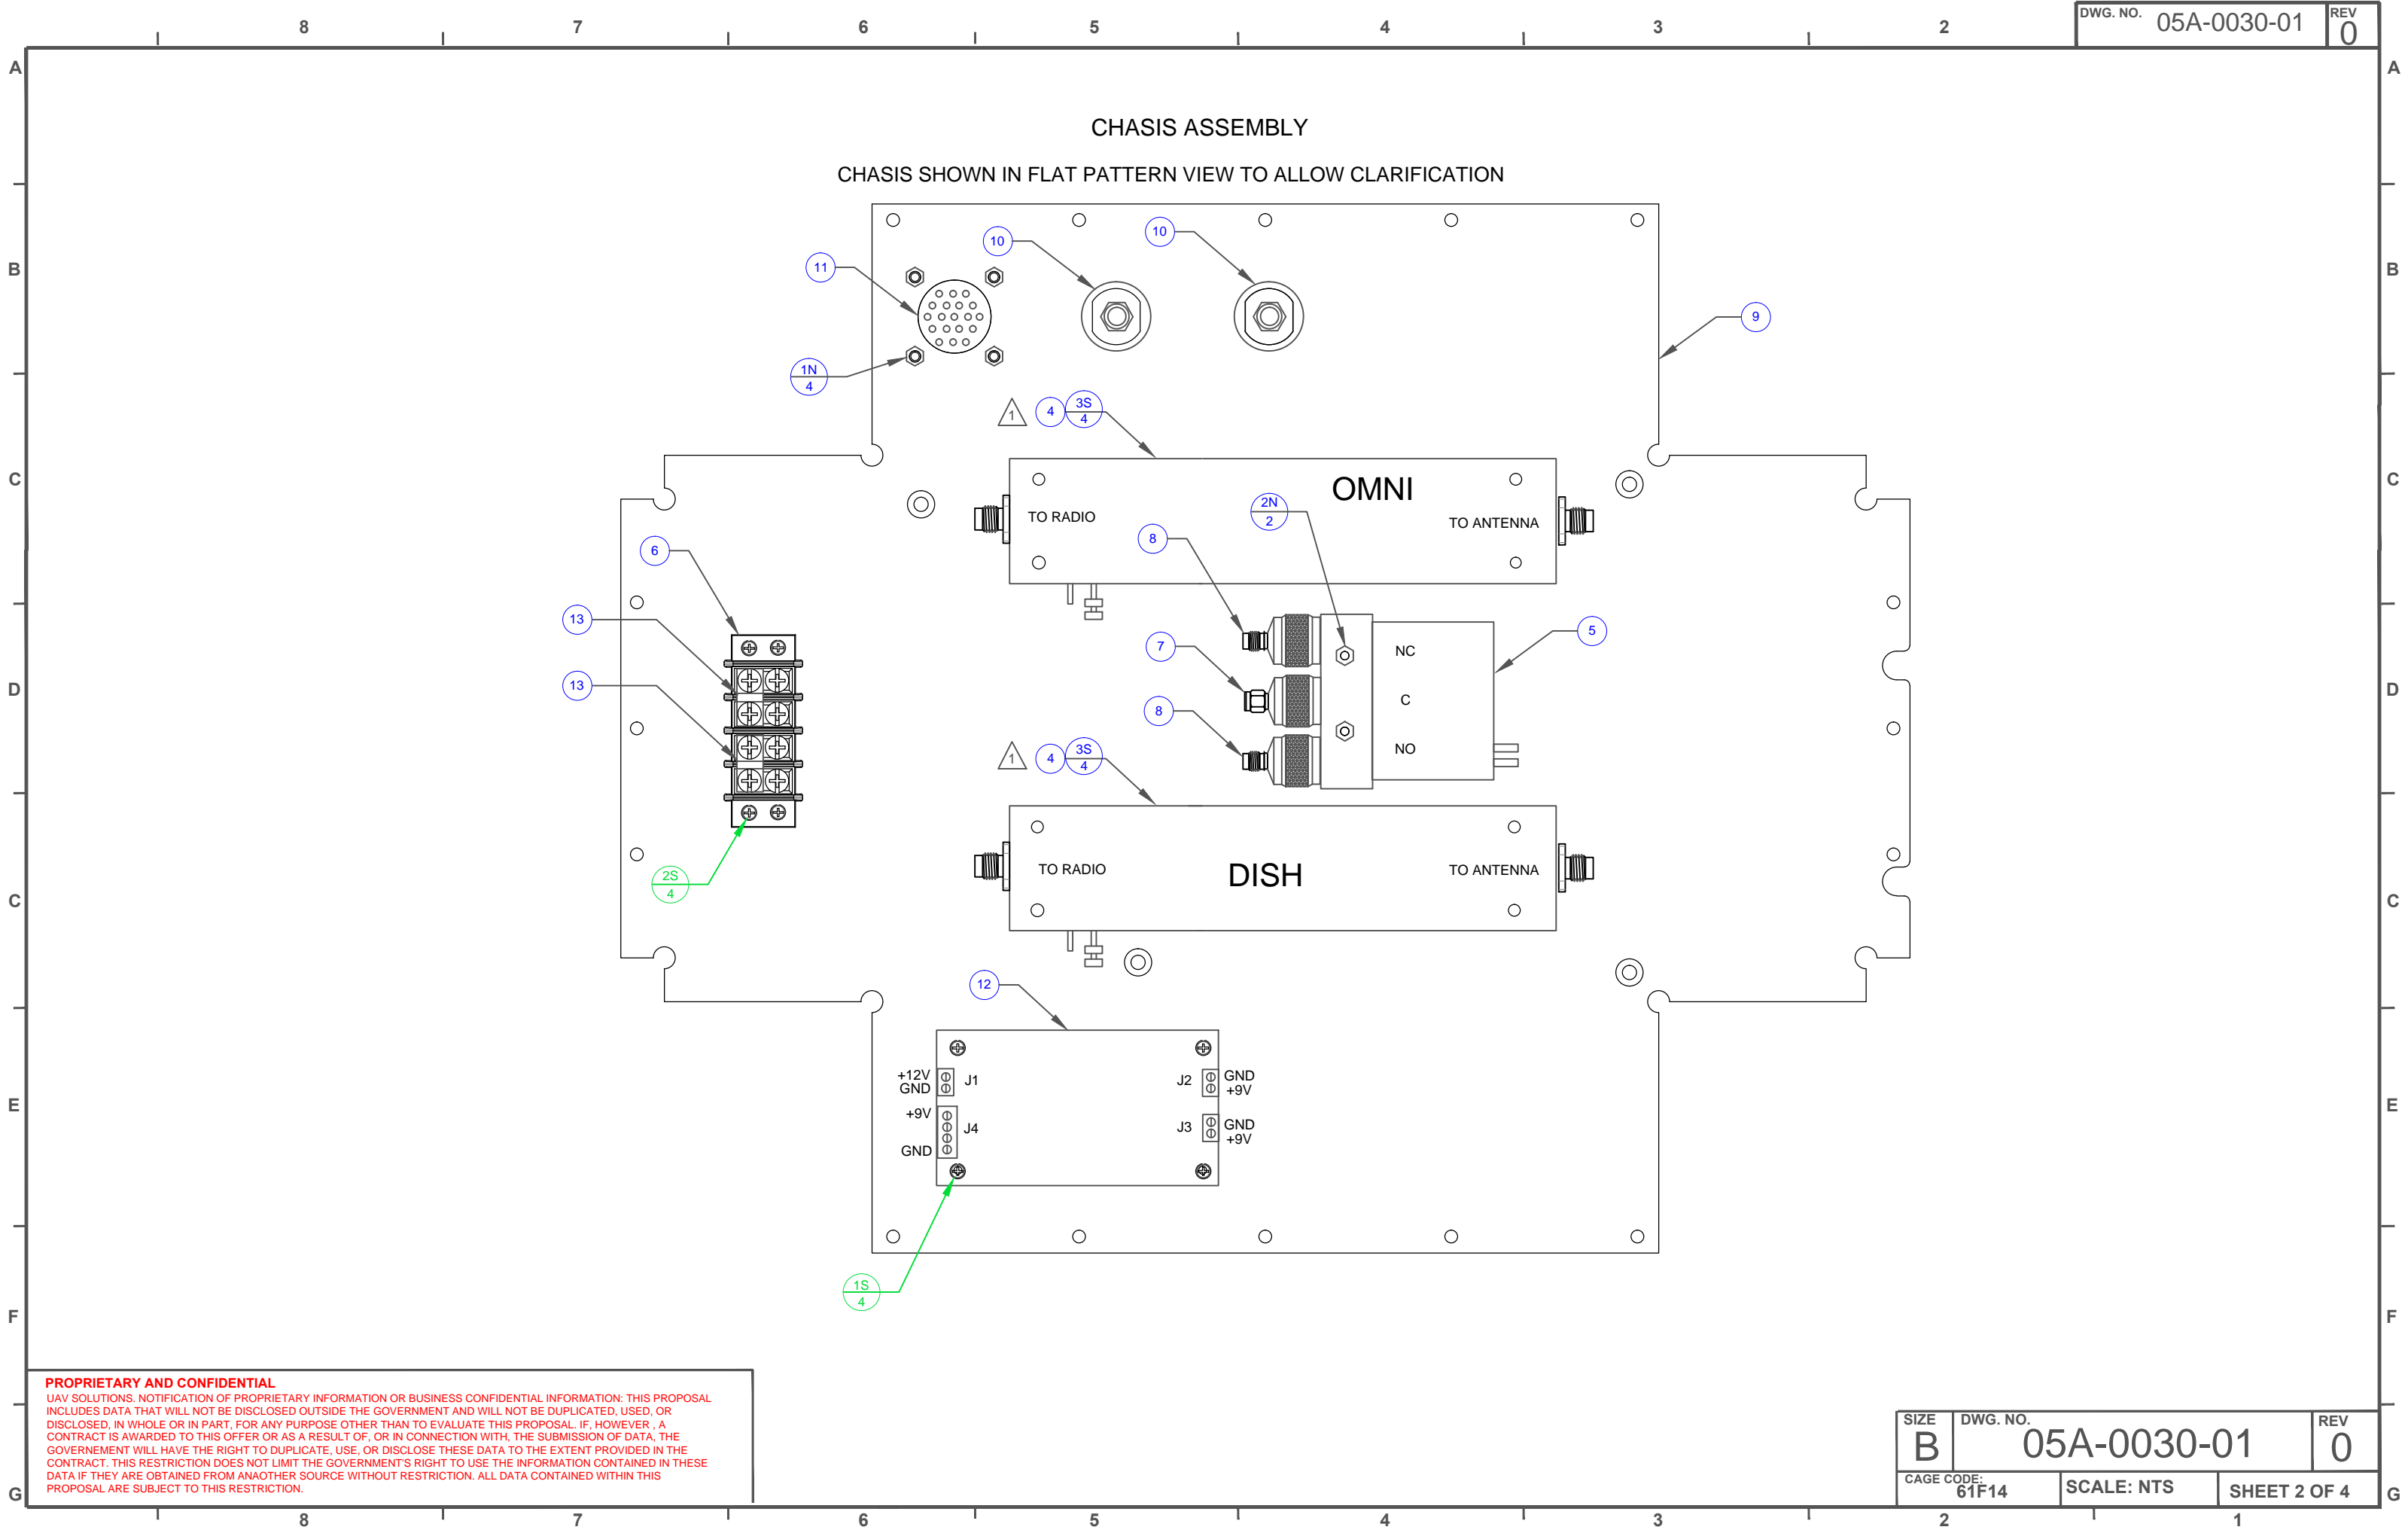 8 7 6 5 4 3 2
DWG. NO. 05A-0030-01 REV 0
A A
CHASIS ASSEMBLY
CHASIS SHOWN IN FLAT PATTERN VIEW TO ALLOW CLARIFICATION
10
10
11
B B
9
1N
4
1
4
3S
4
OMNI
TO RADIO
TO ANTENNA
C C
2N
2
8
6
13
5
7
NC
13
D D
C
8
NO
1
4
3S
4
TO RADIO
DISH
TO ANTENNA
2S
4
C C
12
+12V
GND
J1
J2
GND
+9V
+9V
J4
GND
J3
GND
+9V
E E
1S
4
F F
PROPRIETARY AND CONFIDENTIAL
UAV SOLUTIONS. NOTIFICATION OF PROPRIETARY INFORMATION OR BUSINESS CONFIDENTIAL INFORMATION: THIS PROPOSAL
INCLUDES DATA THAT WILL NOT BE DISCLOSED OUTSIDE THE GOVERNMENT AND WILL NOT BE DUPLICATED, USED, OR
DISCLOSED, IN WHOLE OR IN PART, FOR ANY PURPOSE OTHER THAN TO EVALUATE THIS PROPOSAL. IF, HOWEVER , A
CONTRACT IS AWARDED TO THIS OFFER OR AS A RESULT OF, OR IN CONNECTION WITH, THE SUBMISSION OF DATA, THE
GOVERNEMENT WILL HAVE THE RIGHT TO DUPLICATE, USE, OR DISCLOSE THESE DATA TO THE EXTENT PROVIDED IN THE
CONTRACT. THIS RESTRICTION DOES NOT LIMIT THE GOVERNMENT'S RIGHT TO USE THE INFORMATION CONTAINED IN THESE
DATA IF THEY ARE OBTAINED FROM ANAOTHER SOURCE WITHOUT RESTRICTION. ALL DATA CONTAINED WITHIN THIS
PROPOSAL ARE SUBJECT TO THIS RESTRICTION.
SIZE B DWG. NO. 05A-0030-01 REV 0
CAGE CODE: 61F14 SCALE: NTS SHEET 2 OF 4
G G
8 7 6 5 4 3 2 1